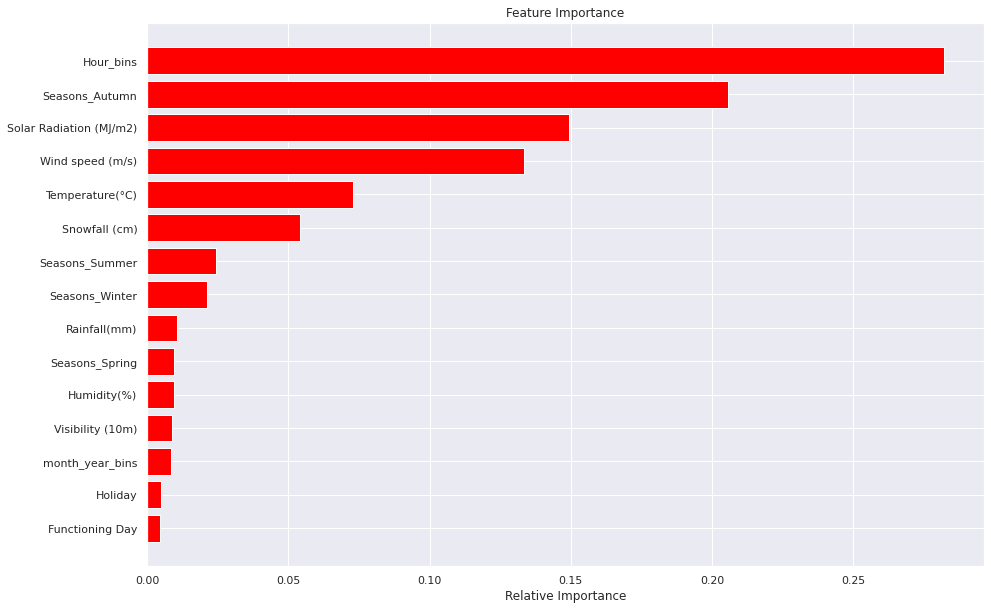 Feature Importance
Hour_bins
Seasons_Autumn
Solar Radiation (MJ/m2)
Wind speed (m/s)
Temperature(°C)
Snowfall (cm)
Seasons_Summer
Seasons_Winter
Rainfall(mm)
Seasons_Spring
Humidity(%)
Visibility (10m)
month_year_bins
Holiday
Functioning Day
0.00 0.05 0.10 0.15 0.20 0.25
Relative Importance